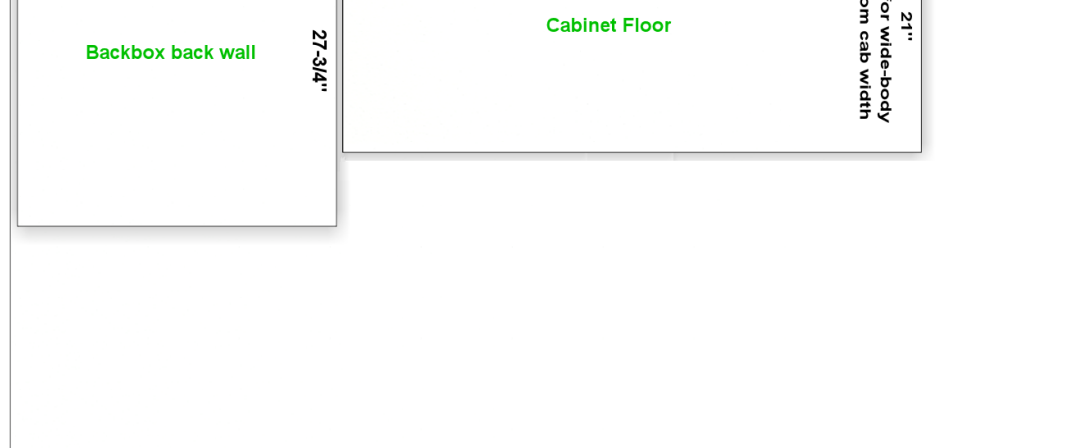 Backbox back wall
27-3/4"
Cabinet Floor
21"
or wide-body
om cab width